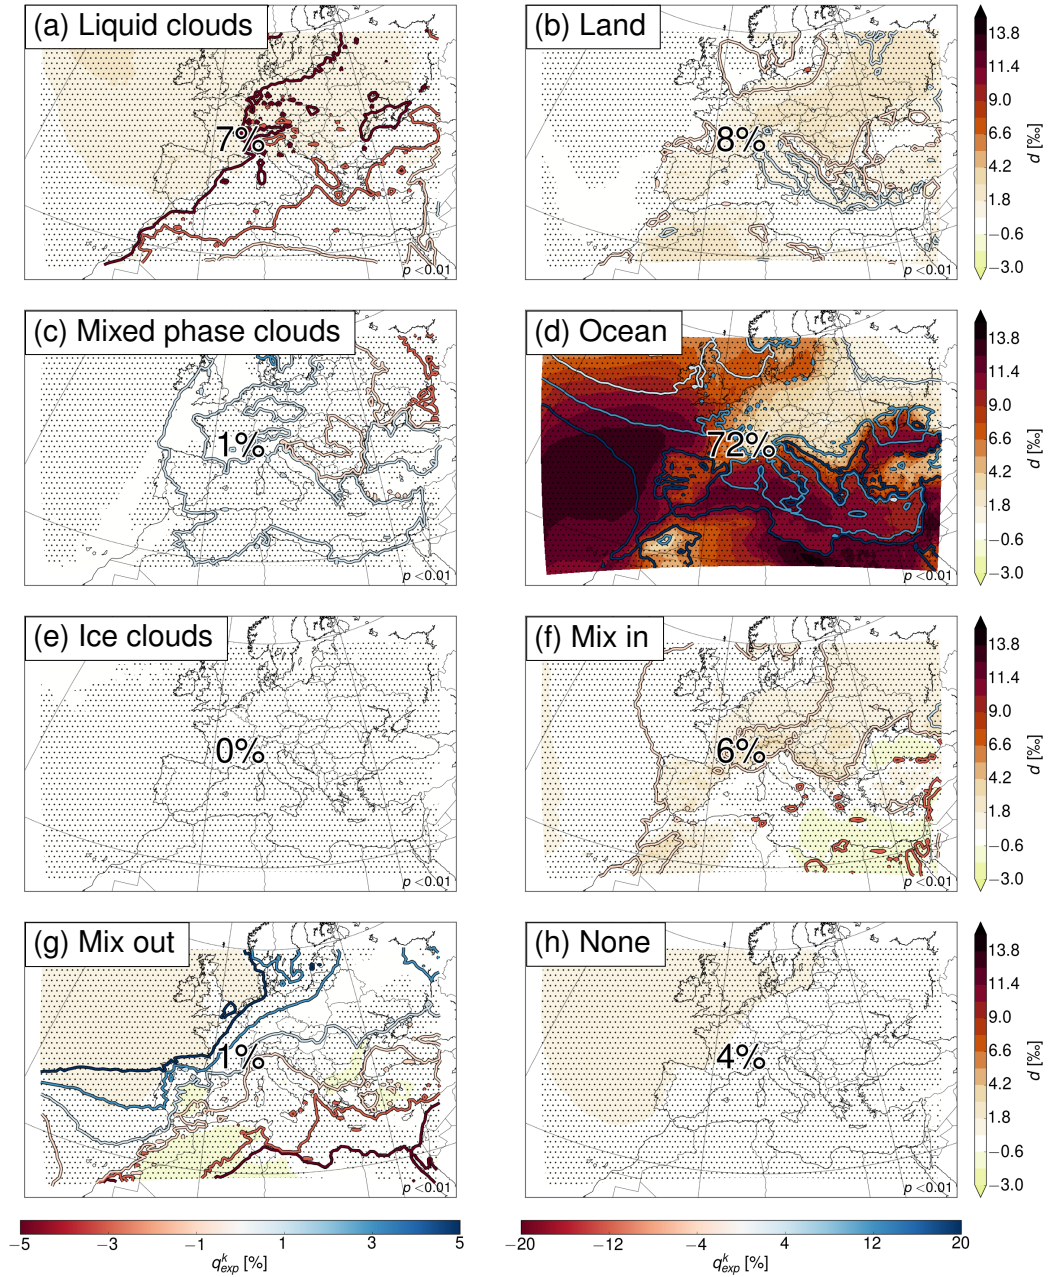 (a) Liquid clouds
7%
p <0.01
(b) Land
8%
p <0.01
13.8
11.4
9.0
6.6
4.2
1.8
−0.6
−3.0
d [‰]
(c) Mixed phase clouds
1%
p <0.01
(d) Ocean
72%
p <0.01
13.8
11.4
9.0
6.6
4.2
1.8
−0.6
−3.0
d [‰]
(e) Ice clouds
0%
p <0.01
(f) Mix in
6%
p <0.01
13.8
11.4
9.0
6.6
4.2
1.8
−0.6
−3.0
d [‰]
(g) Mix out
1%
p <0.01
(h) None
4%
p <0.01
13.8
11.4
9.0
6.6
4.2
1.8
−0.6
−3.0
d [‰]
−5 −3 −1 1 3 5
q^k_exp [%]
−20 −12 −4 4 12 20
q^k_exp [%]